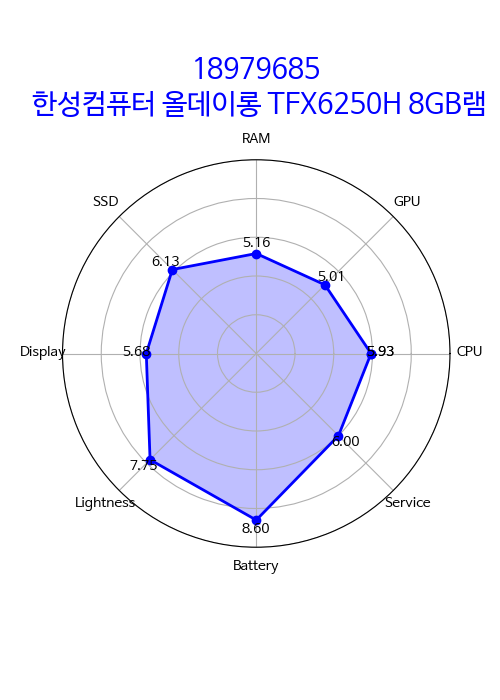 18979685
한성컴퓨터 올데이롱 TFX6250H 8GB램
RAM
SSD
GPU
5.16
6.13
5.01
Display
5.68
5.93
CPU
7.75
6.00
Lightness
Service
8.60
Battery